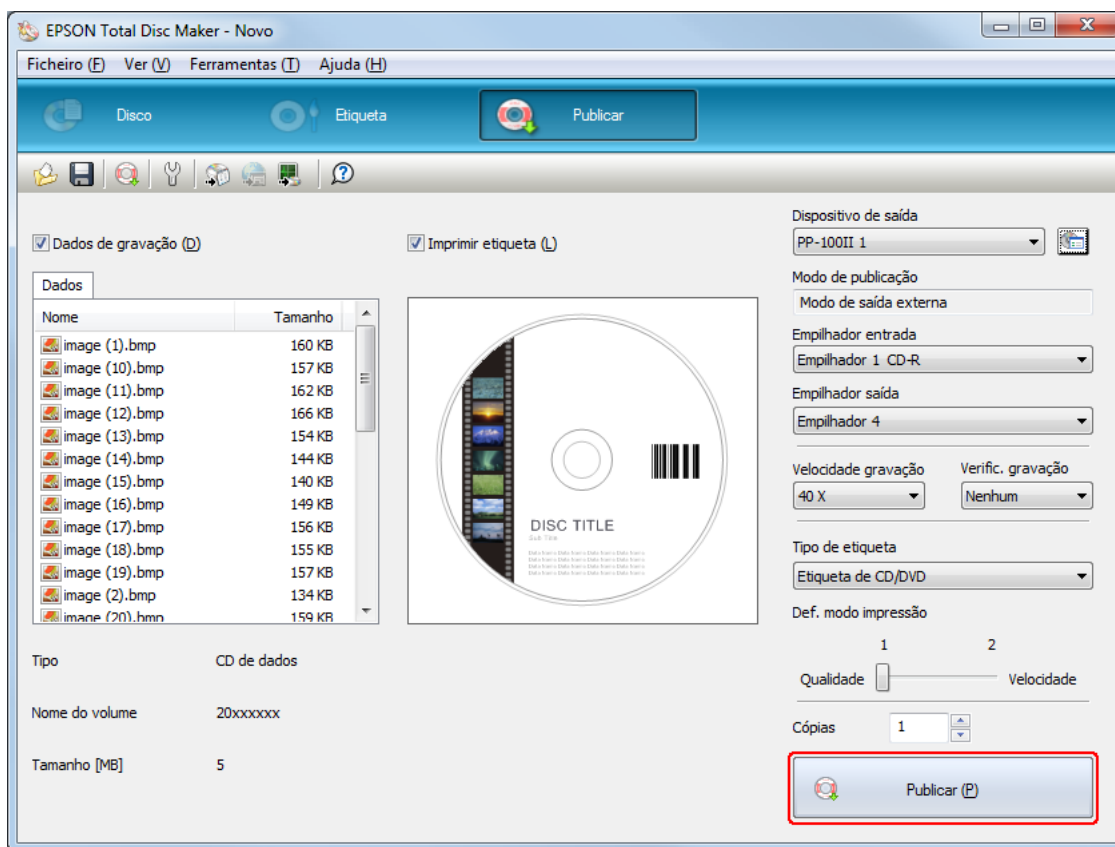 EPSON Total Disc Maker - Novo
Ficheiro (F) Ver (V) Ferramentas (T) Ajuda (H)
Disco Etiqueta Publicar
Dados de gravação (D)
Imprimir etiqueta (L)
Dados
Nome Tamanho
image (1).bmp 160 KB
image (10).bmp 157 KB
image (11).bmp 162 KB
image (12).bmp 166 KB
image (13).bmp 154 KB
image (14).bmp 144 KB
image (15).bmp 140 KB
image (16).bmp 149 KB
image (17).bmp 156 KB
image (18).bmp 155 KB
image (19).bmp 157 KB
image (2).bmp 134 KB
image (20).bmp 159 KB
DISC TITLE
Sub Title
Tipo CD de dados
Nome do volume 20xxxxxx
Tamanho [MB] 5
Dispositivo de saída
PP-100II 1
Modo de publicação
Modo de saída externa
Empilhador entrada
Empilhador 1 CD-R
Empilhador saída
Empilhador 4
Velocidade gravação Verific. gravação
40 X Nenhum
Tipo de etiqueta
Etiqueta de CD/DVD
Def. modo impressão
1 2
Qualidade Velocidade
Cópias 1
Publicar (P)